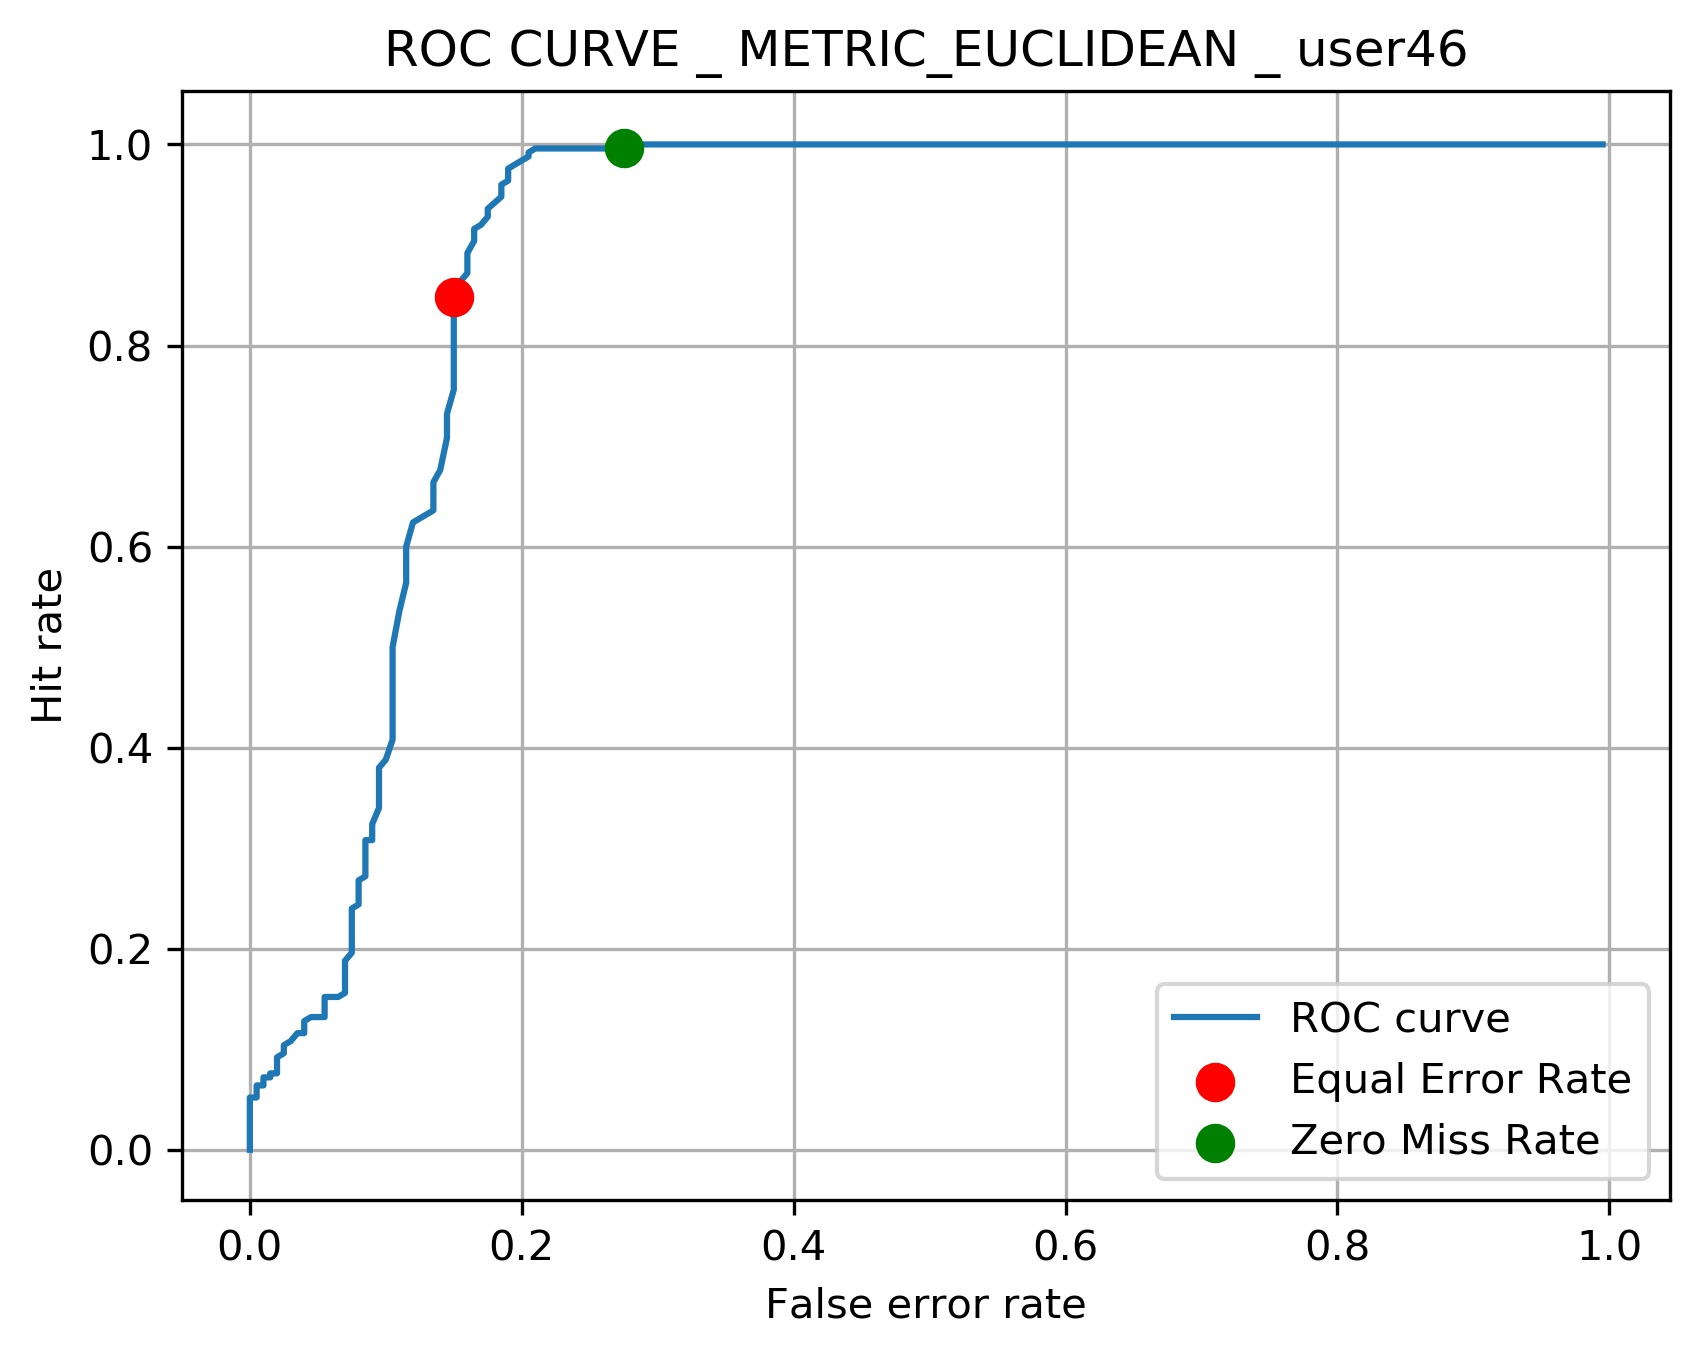 ROC CURVE _ METRIC_EUCLIDEAN _ user46
1.0
0.8
0.6
0.4
0.2
0.0
Hit rate
ROC curve
Equal Error Rate
Zero Miss Rate
0.0 0.2 0.4 0.6 0.8 1.0
False error rate